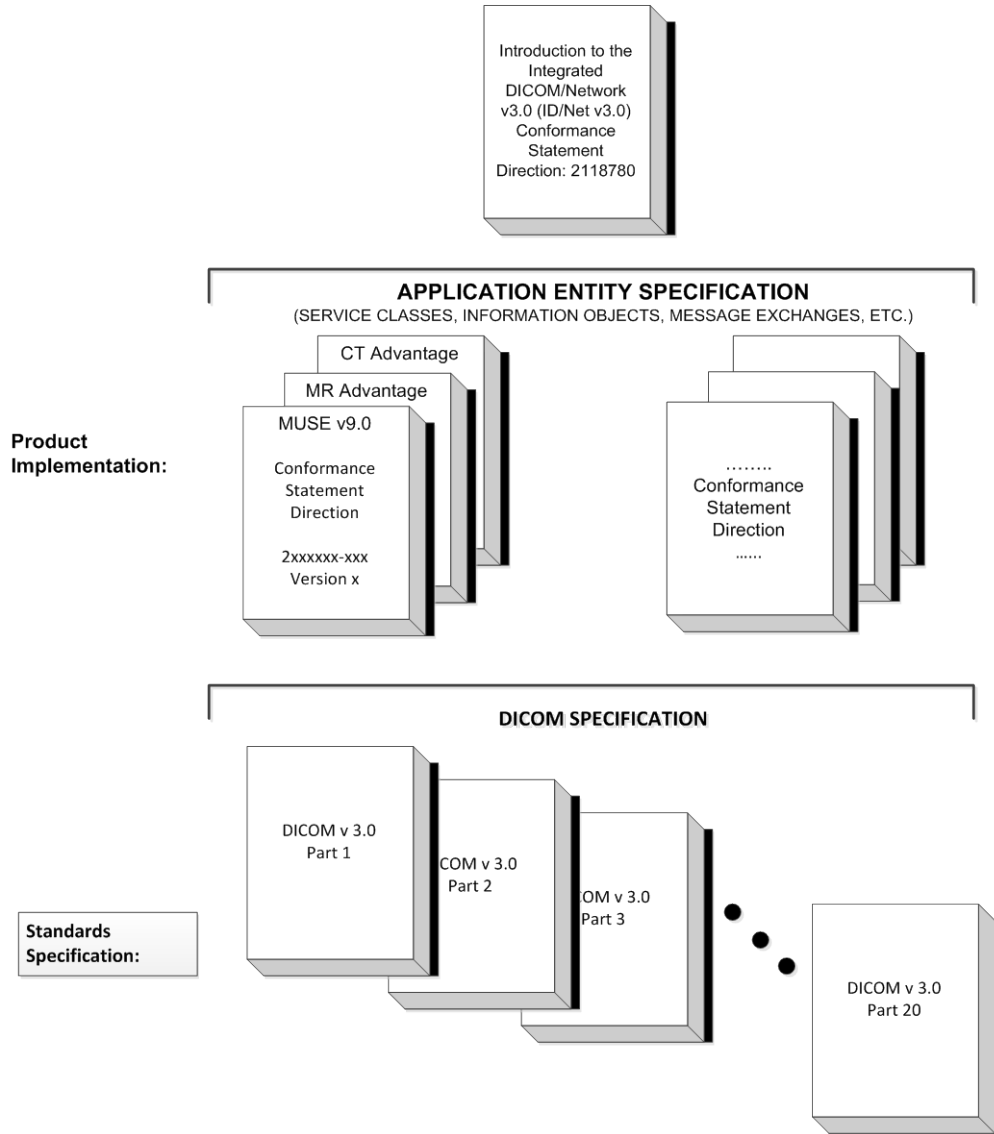 Introduction to the
Integrated
DICOM/Network
v3.0 (ID/Net v3.0)
Conformance
Statement
Direction: 2118780
APPLICATION ENTITY SPECIFICATION
(SERVICE CLASSES, INFORMATION OBJECTS, MESSAGE EXCHANGES, ETC.)
CT Advantage
MR Advantage
MUSE v9.0
Conformance
Statement
Direction
2xxxxxx-xxx
Version x
Product
Implementation:
........
Conformance
Statement
Direction
......
DICOM SPECIFICATION
DICOM v 3.0
Part 1
COM v 3.0
Part 2
COM v 3.0
Part 3
Standards
Specification:
DICOM v 3.0
Part 20